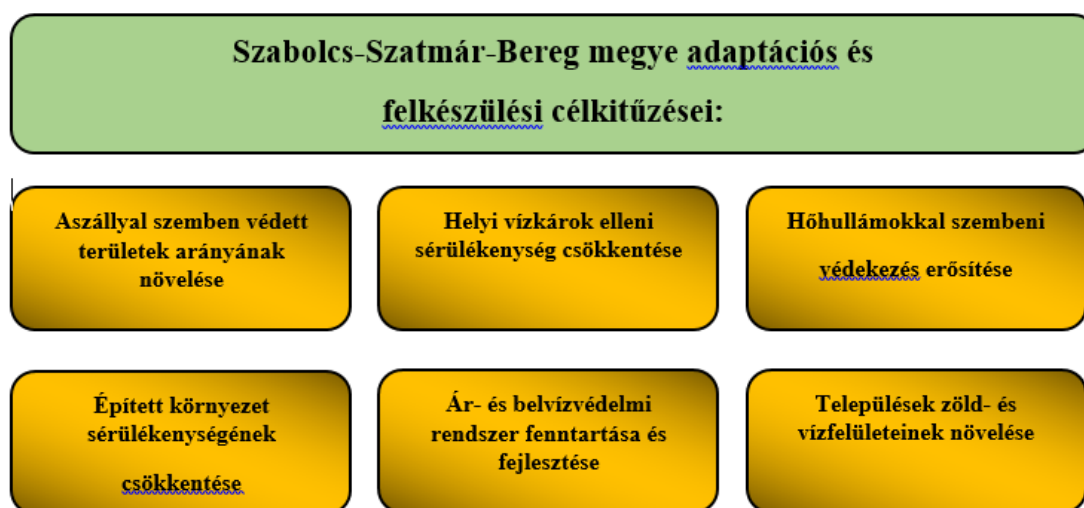 Szabolcs-Szatmár-Bereg megye adaptációs és
felkészülési célkitűzései:
Aszállyal szemben védett
területek arányának
növelése
Helyi vízkárok elleni
sérülékenység csökkentése
Hőhullámokkal szembeni
védekezés erősítése
Épített környezet
sérülékenységének
csökkentése
Ár- és belvízvédelmi
rendszer fenntartása és
fejlesztése
Települések zöld- és
vízfelületeinek növelése